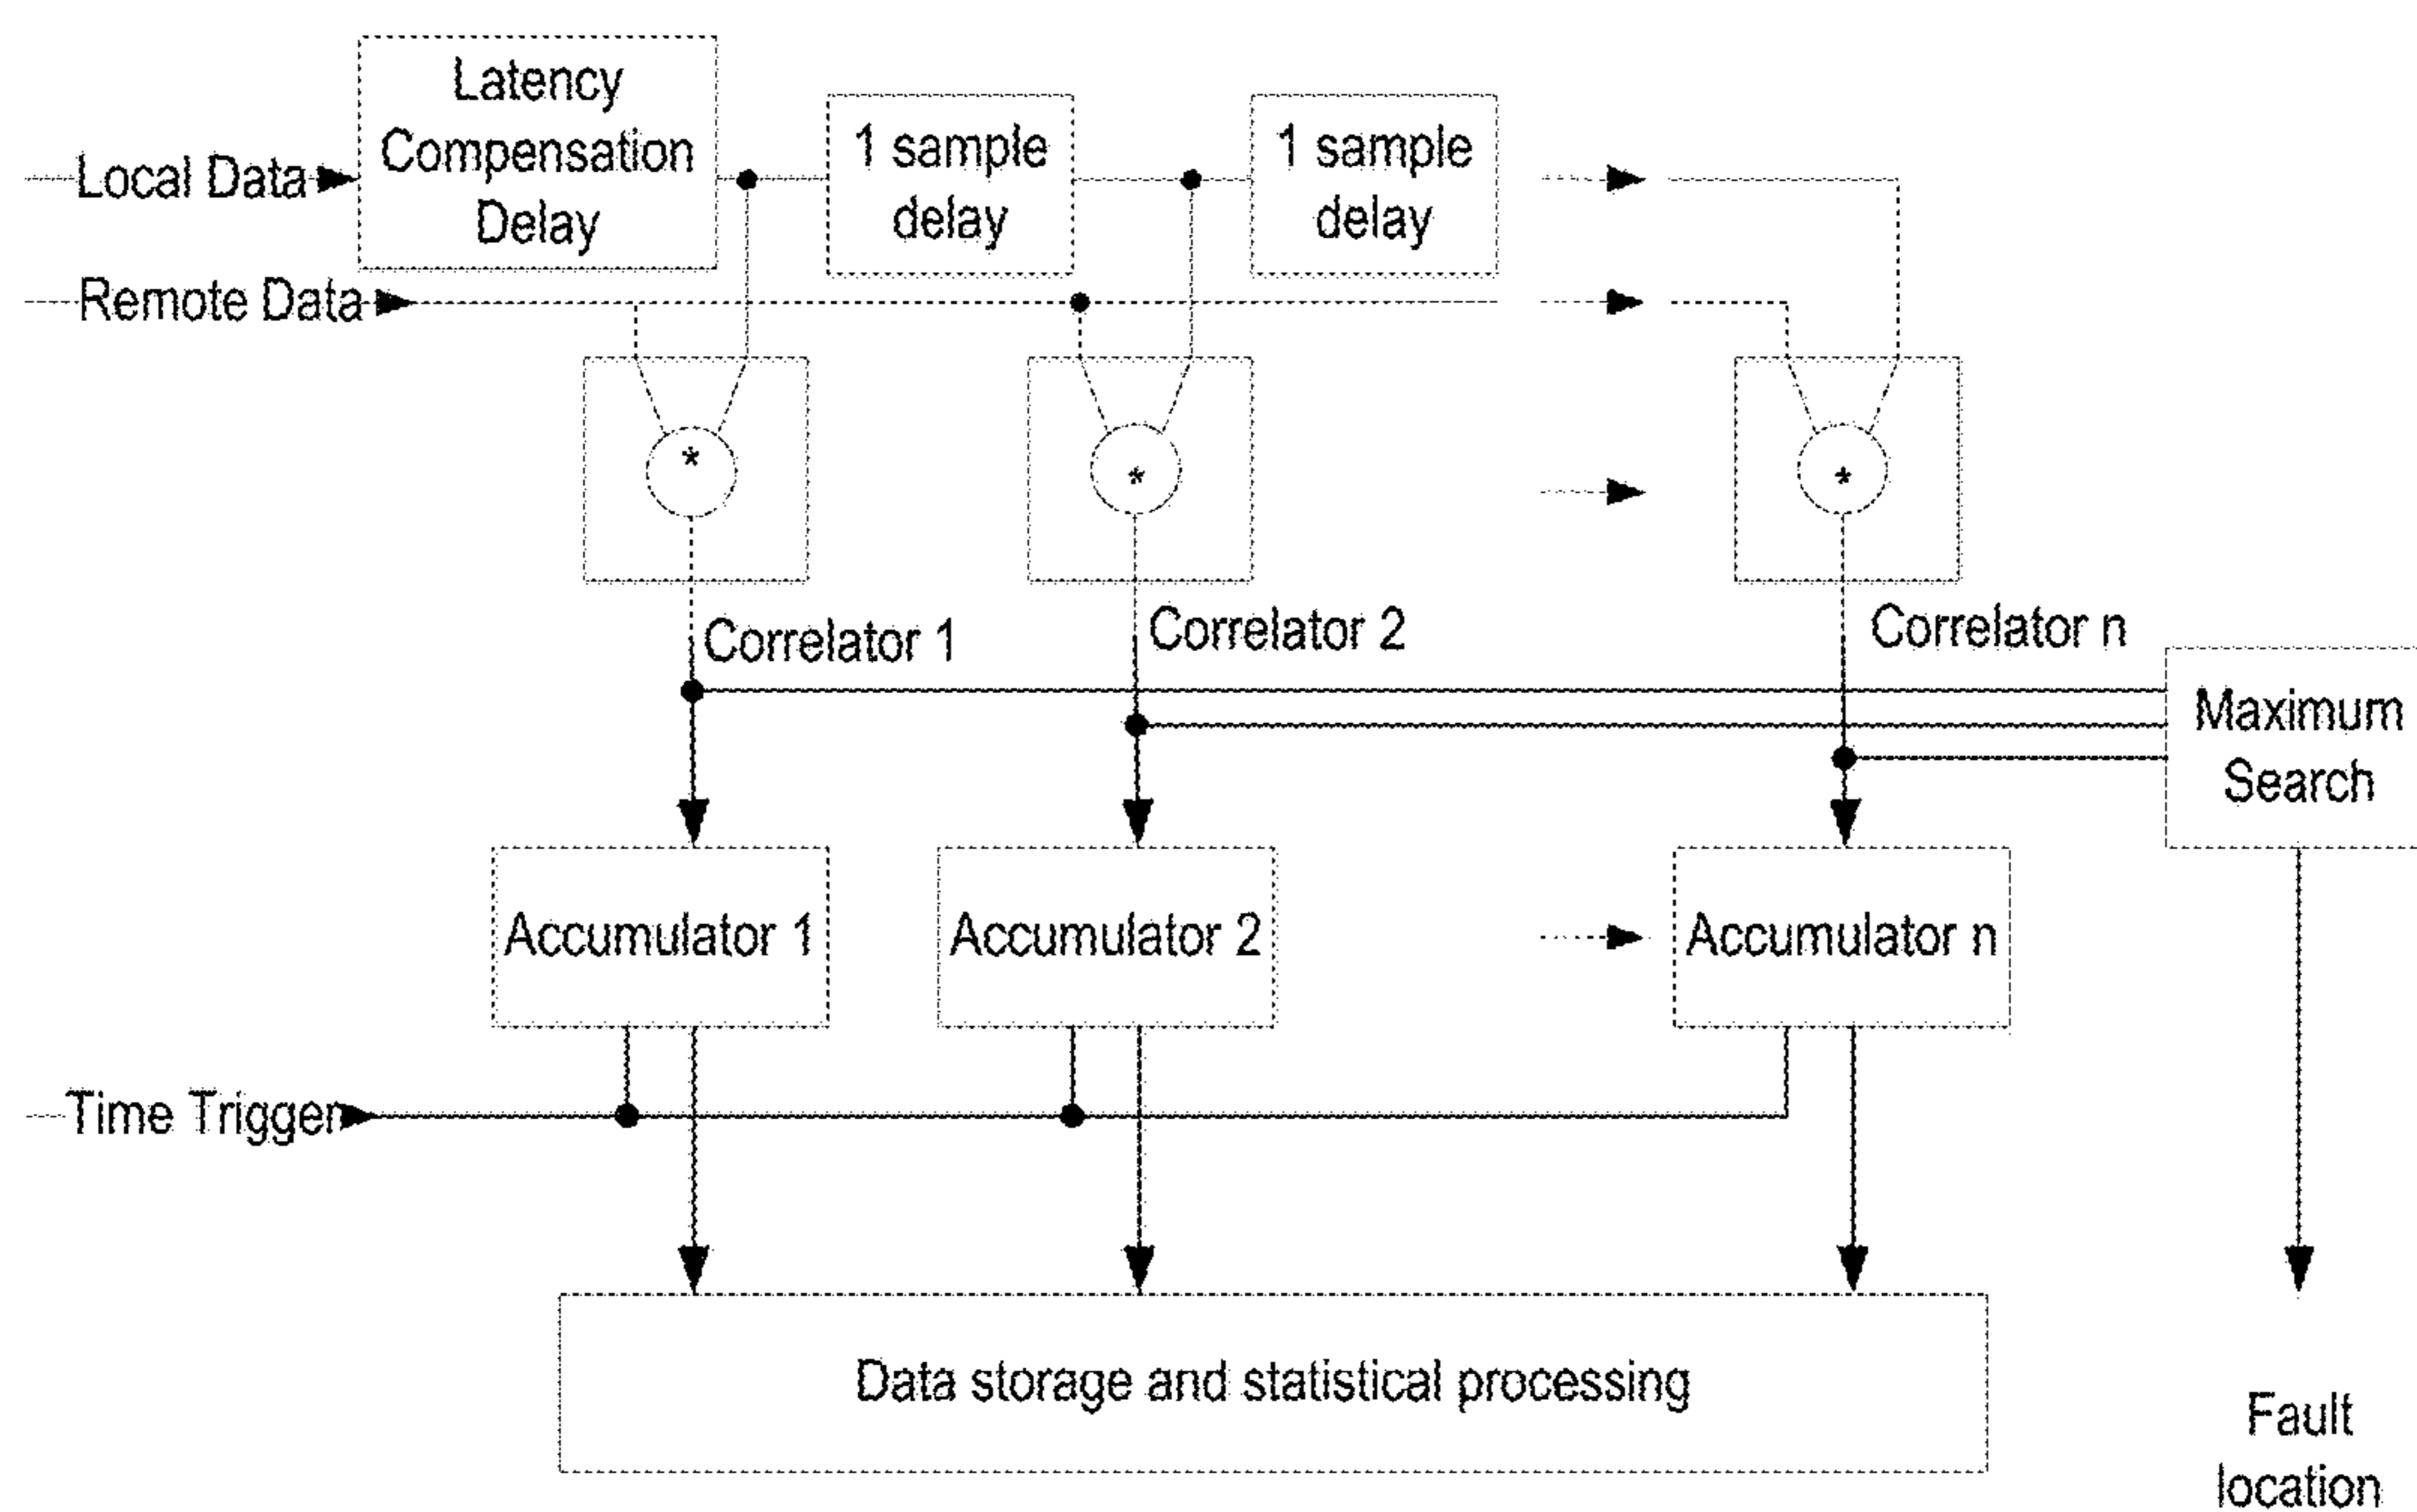 Latency
Compensation
Delay
1 sample
delay
1 sample
delay
Local Data
Remote Data
*
*
*
Correlator 1
Correlator 2
Correlator n
Maximum
Search
Accumulator 1
Accumulator 2
Accumulator n
Time Trigger
Data storage and statistical processing
Fault
location